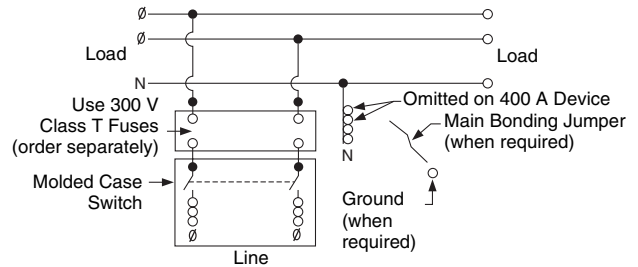 Ø
Ø
Load
Load
N
Use 300 V
Class T Fuses
(order separately)
Omitted on 400 A Device
Main Bonding Jumper
(when required)
N
Molded Case
Switch
Ground
(when
required)
Ø
Ø
Line